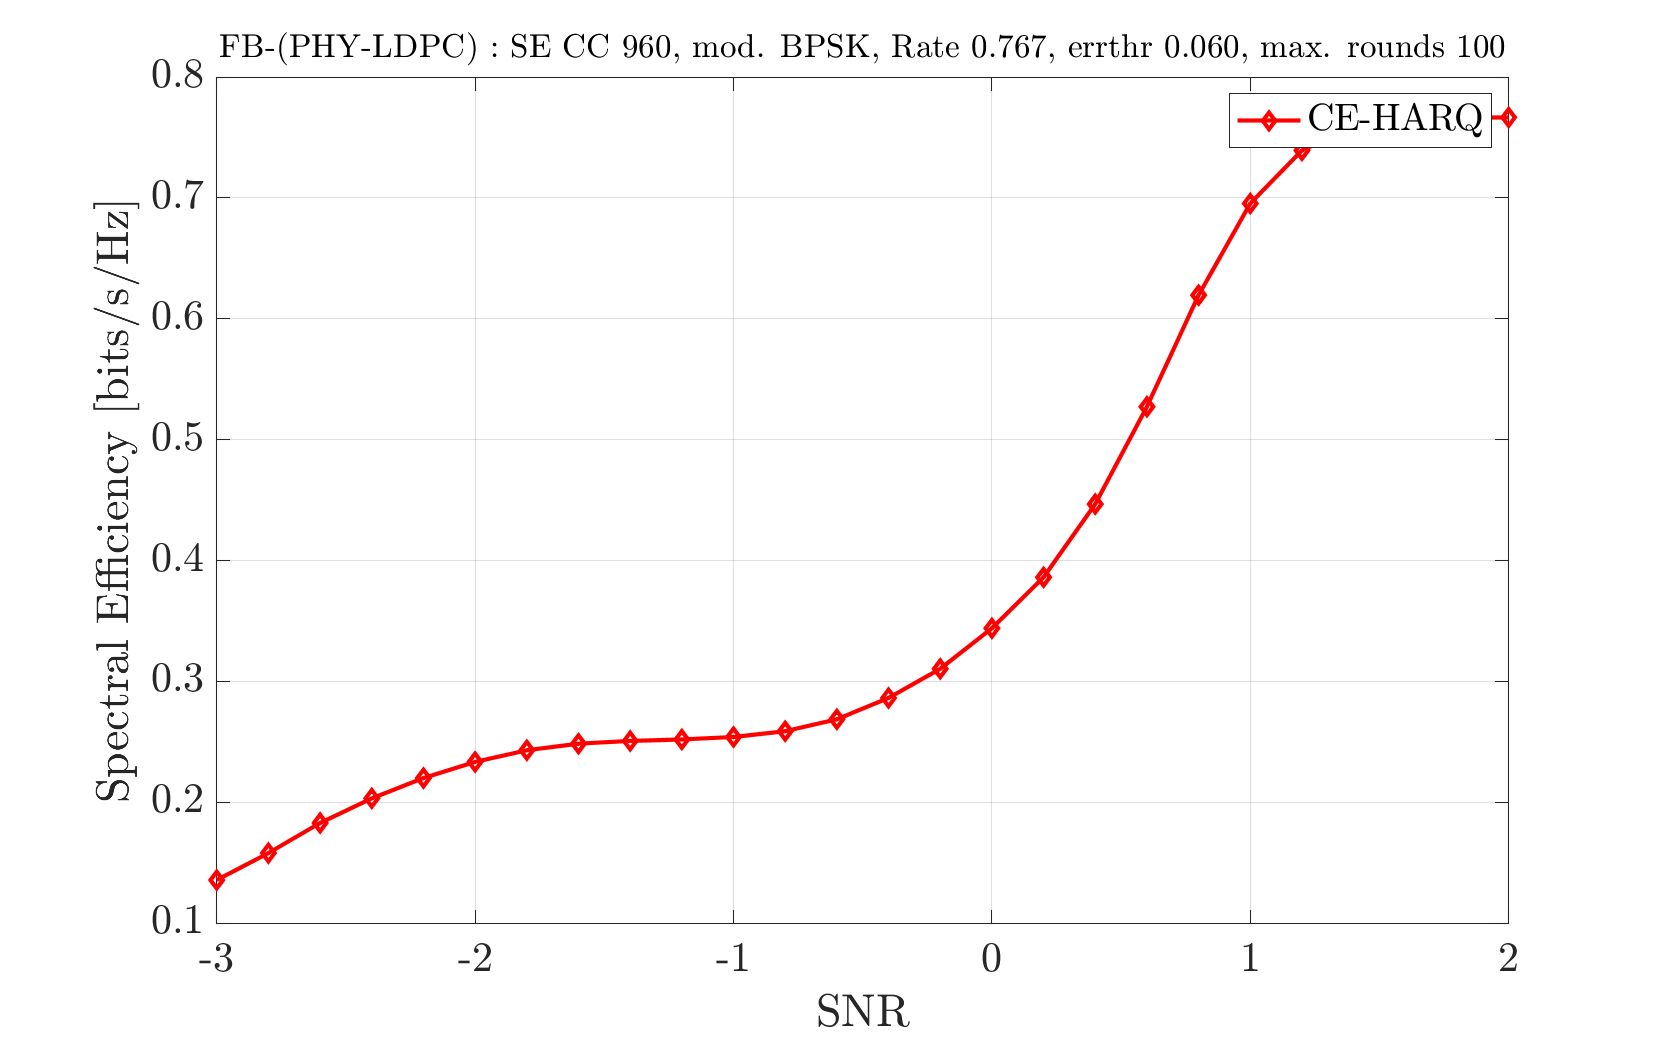 FB-(PHY-LDPC) : SE CC 960, mod. BPSK, Rate 0.767, errthr 0.060, max. rounds 100
CE-HARQ
0.8
0.7
0.6
0.5
0.4
0.3
0.2
0.1
Spectral Efficiency [bits/s/Hz]
-3 -2 -1 0 1 2
SNR